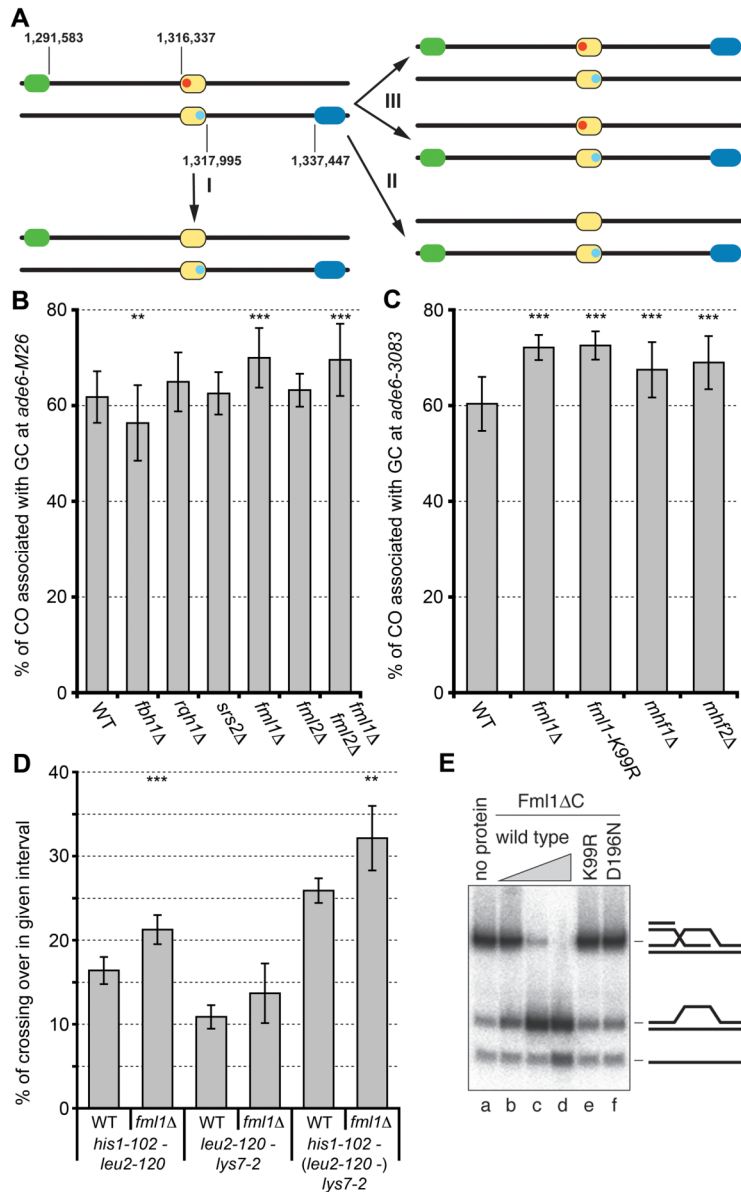 A
1,291,583
1,316,337
1,317,995
1,337,447
I
III
II
B
% of CO associated with GC at ade6-M26
80
60
40
20
0
**
***
***
WT
fbh1Δ
rqh1Δ
srs2Δ
fml1Δ
fml2Δ
fml1Δ
fml2Δ
C
% of CO associated with GC at ade6-3083
80
60
40
20
0
***
***
***
***
WT
fml1Δ
fml1-K99R
mhf1Δ
mhf2Δ
D
% of crossing over in given interval
40
30
20
10
0
***
**
WT
fml1Δ
WT
fml1Δ
WT
fml1Δ
his1-102 -
leu2-120
leu2-120 -
lys7-2
his1-102 -
(leu2-120 -)
lys7-2
E
Fml1ΔC
no protein
wild type
K99R
D196N
a b c d e f